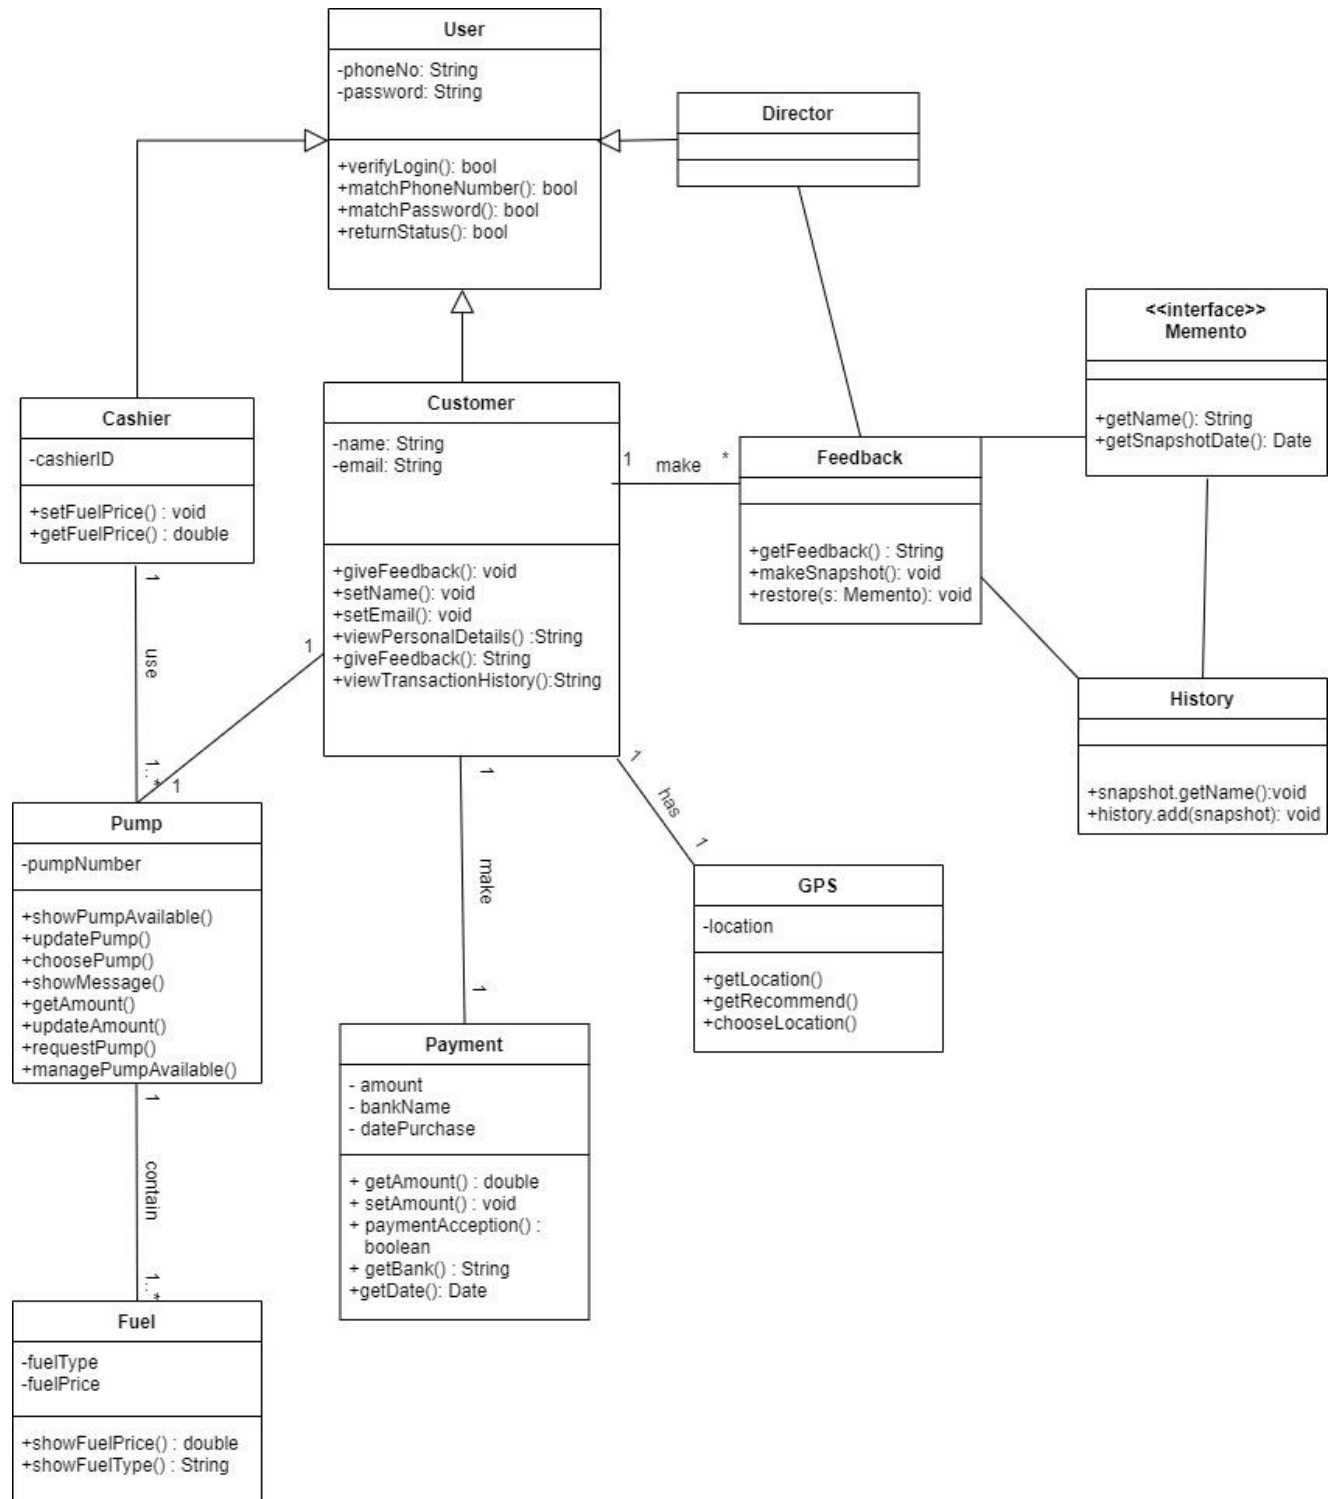 User
-phoneNo: String
-password: String
+verifyLogin(): bool
+matchPhoneNumber(): bool
+matchPassword(): bool
+returnStatus(): bool
Director
<<interface>>
Memento
+getName(): String
+getSnapshotDate(): Date
Cashier
-cashierID
+setFuelPrice() : void
+getFuelPrice() : double
Customer
-name: String
-email: String
+giveFeedback(): void
+setName(): void
+setEmail(): void
+viewPersonalDetails() :String
+giveFeedback(): String
+viewTransactionHistory():String
1 make *
Feedback
+getFeedback() : String
+makeSnapshot(): void
+restore(s: Memento): void
History
+snapshot.getName():void
+history.add(snapshot): void
1
use
1..*
1
1
Pump
-pumpNumber
+showPumpAvailable()
+updatePump()
+choosePump()
+showMessage()
+getAmount()
+updateAmount()
+requestPump()
+managePumpAvailable()
1
make
1
1
has
1
GPS
-location
+getLocation()
+getRecommend()
+chooseLocation()
Payment
- amount
- bankName
- datePurchase
+ getAmount() : double
+ setAmount() : void
+ paymentAcception() :
boolean
+ getBank() : String
+getDate(): Date
1
contain
1..*
Fuel
-fuelType
-fuelPrice
+showFuelPrice() : double
+showFuelType() : String